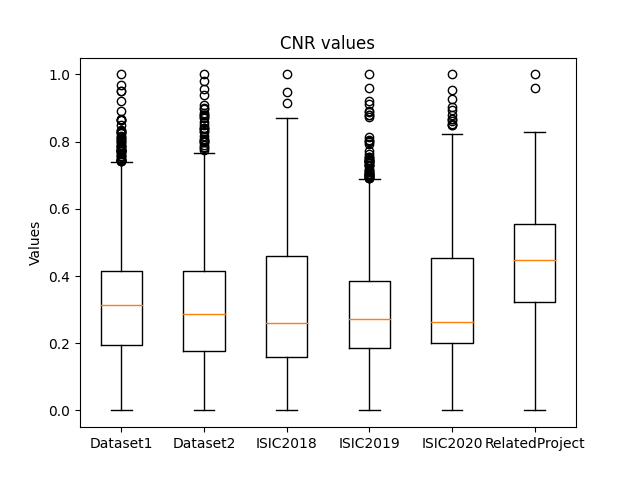 CNR values
Values
1.0
0.8
0.6
0.4
0.2
0.0
Dataset1 Dataset2 ISIC2018 ISIC2019 ISIC2020 RelatedProject